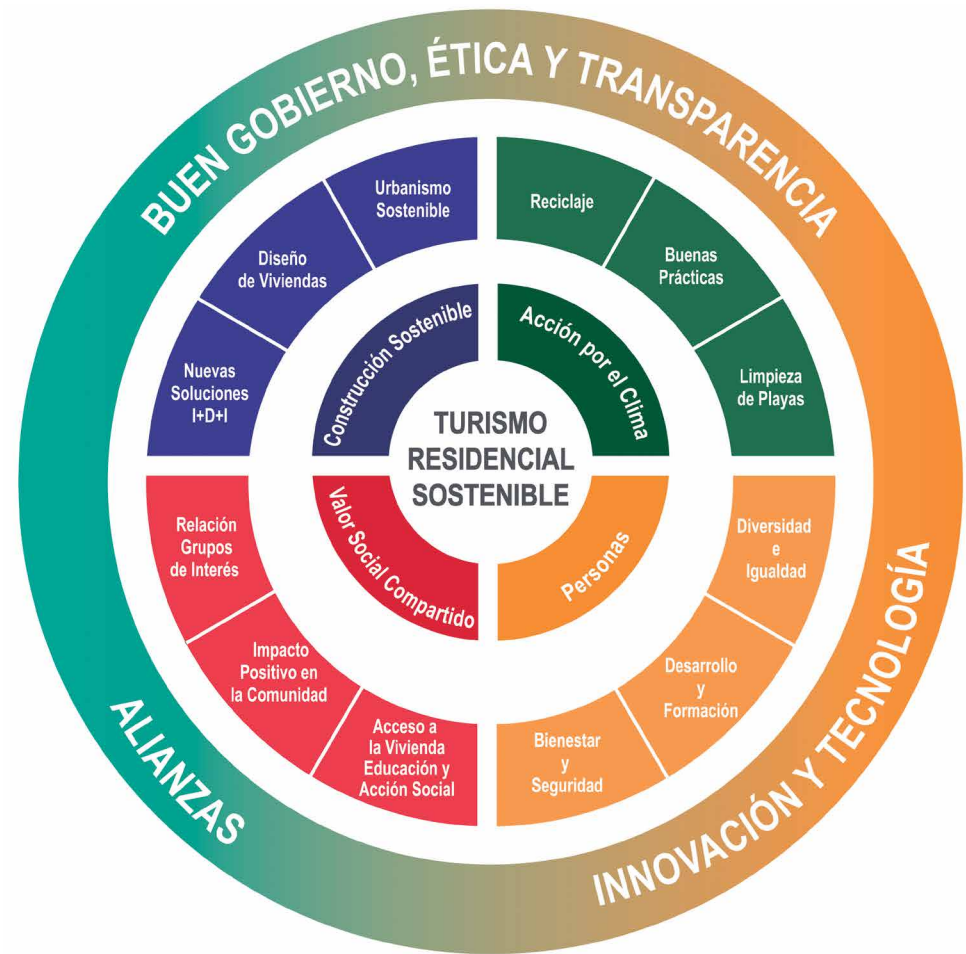 BUEN GOBIERNO, ÉTICA Y TRANSPARENCIA
Urbanismo
Sostenible
Diseño
de Viviendas
Nuevas
Soluciones
I+D+I
Reciclaje
Buenas
Prácticas
Limpieza
de Playas
Construcción Sostenible
Acción por el Clima
TURISMO
RESIDENCIAL
SOSTENIBLE
Valor Social Compartido
Personas
Relación
Grupos
de Interés
Impacto
Positivo en
la Comunidad
Acceso a
la Vivienda
Educación y
Acción Social
Diversidad
e
Igualdad
Desarrollo
y
Formación
Bienestar
y
Seguridad
ALIANZAS
INNOVACIÓN Y TECNOLOGÍA